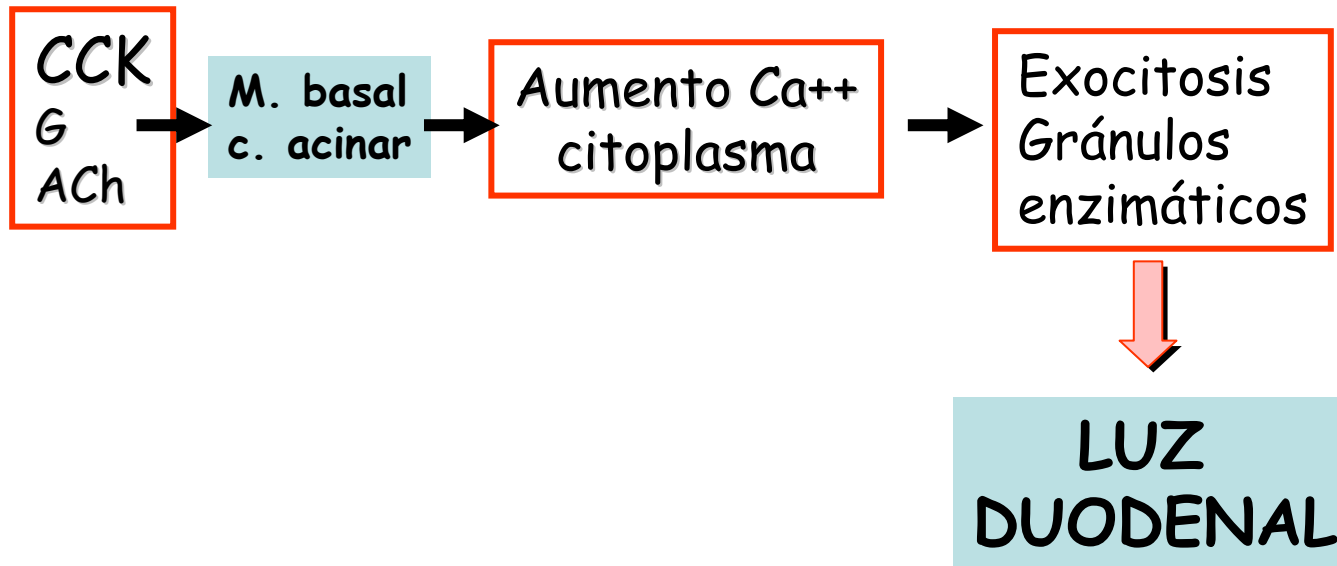 CCK
G
ACh
M. basal
c. acinar
Aumento Ca++
citoplasma
Exocitosis
Gránulos
enzimáticos
LUZ
DUODENAL